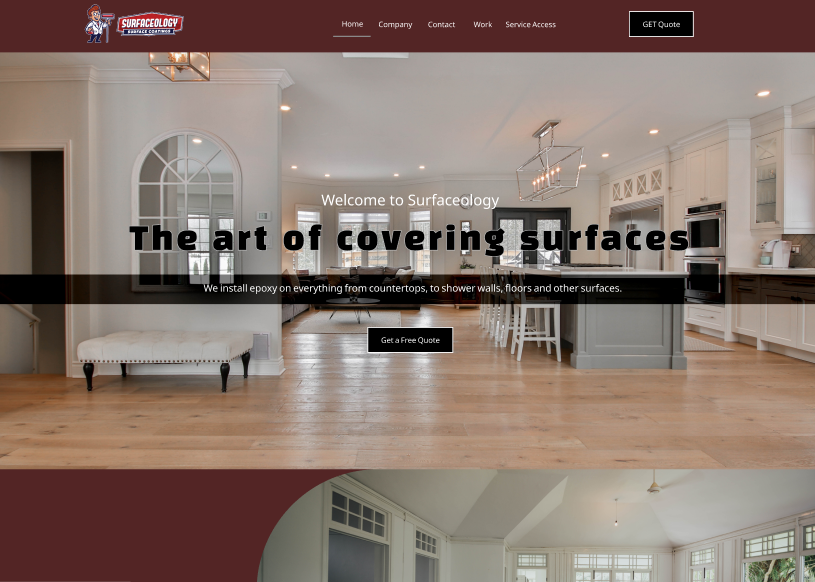 SURFACEOLOGY
SURFACE COATINGS
Home
Company
Contact
Work
Service Access
GET Quote
Welcome to Surfaceology
The art of covering surfaces
We install epoxy on everything from countertops, to shower walls, floors and other surfaces.
Get a Free Quote